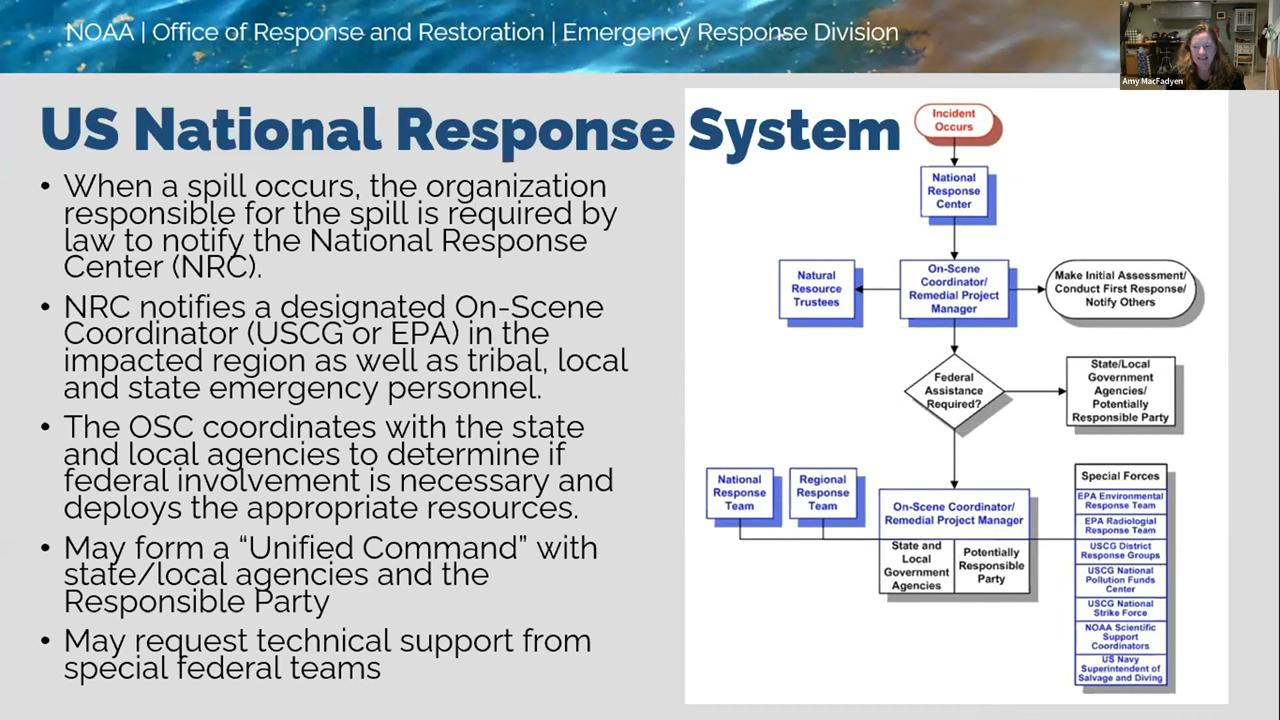 NOAA | Office of Response and Restoration | Emergency Response Division
Amy MacFadyen
US National Response System
• When a spill occurs, the organization
responsible for the spill is required by
law to notify the National Response
Center (NRC).
• NRC notifies a designated On-Scene
Coordinator (USCG or EPA) in the
impacted region as well as tribal, local
and state emergency personnel.
• The OSC coordinates with the state
and local agencies to determine if
federal involvement is necessary and
deploys the appropriate resources.
• May form a “Unified Command” with
state/local agencies and the
Responsible Party
• May request technical support from
special federal teams
Incident
Occurs
National
Response
Center
Natural
Resource
Trustees
On-Scene
Coordinator/
Remedial Project
Manager
Make Initial Assessment/
Conduct First Response/
Notify Others
Federal
Assistance
Required?
State/Local
Government
Agencies/
Potentially
Responsible Party
National
Response
Team
Regional
Response
Team
On-Scene Coordinator/
Remedial Project Manager
State and
Local
Government
Agencies
Potentially
Responsible
Party
Special Forces
EPA Environmental
Response Team
EPA Radiologial
Response Team
USCG District
Response Groups
USCG National
Pollution Funds
Center
USCG National
Strike Force
NOAA Scientific
Support
Coordinators
US Navy
Superintendent of
Salvage and Diving